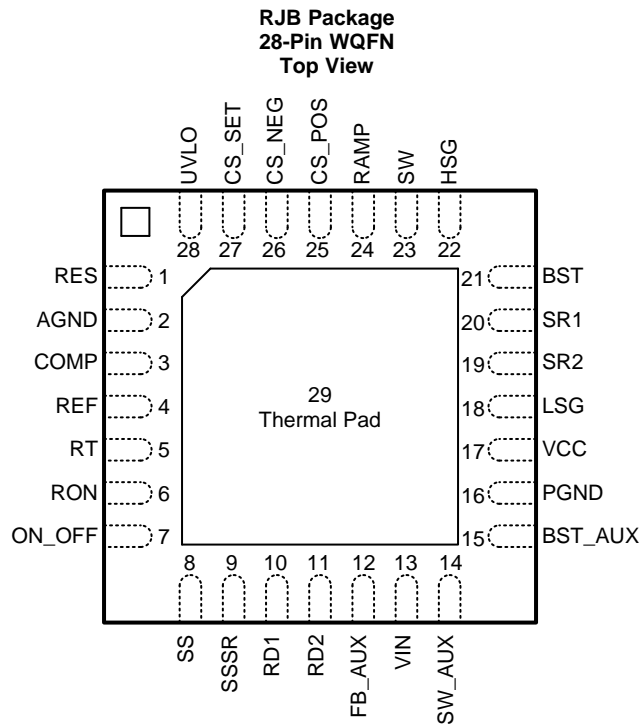 RJB Package
28-Pin WQFN
Top View
UVLO
CS_SET
CS_NEG
CS_POS
RAMP
SW
HSG
28 27 26 25 24 23 22
RES 1
AGND 2
COMP 3
REF 4
RT 5
RON 6
ON_OFF 7
29
Thermal Pad
21 BST
20 SR1
19 SR2
18 LSG
17 VCC
16 PGND
15 BST_AUX
8 9 10 11 12 13 14
SS
SSSR
RD1
RD2
FB_AUX
VIN
SW_AUX